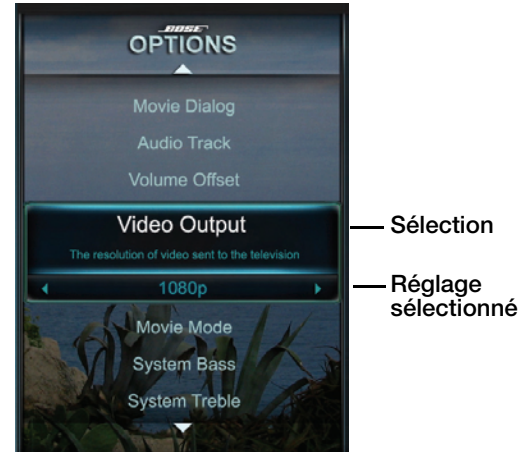 BOSE
OPTIONS
Movie Dialog
Audio Track
Volume Offset
Video Output
The resolution of video sent to the television
1080p
Movie Mode
System Bass
System Treble
Sélection
Réglage
sélectionné